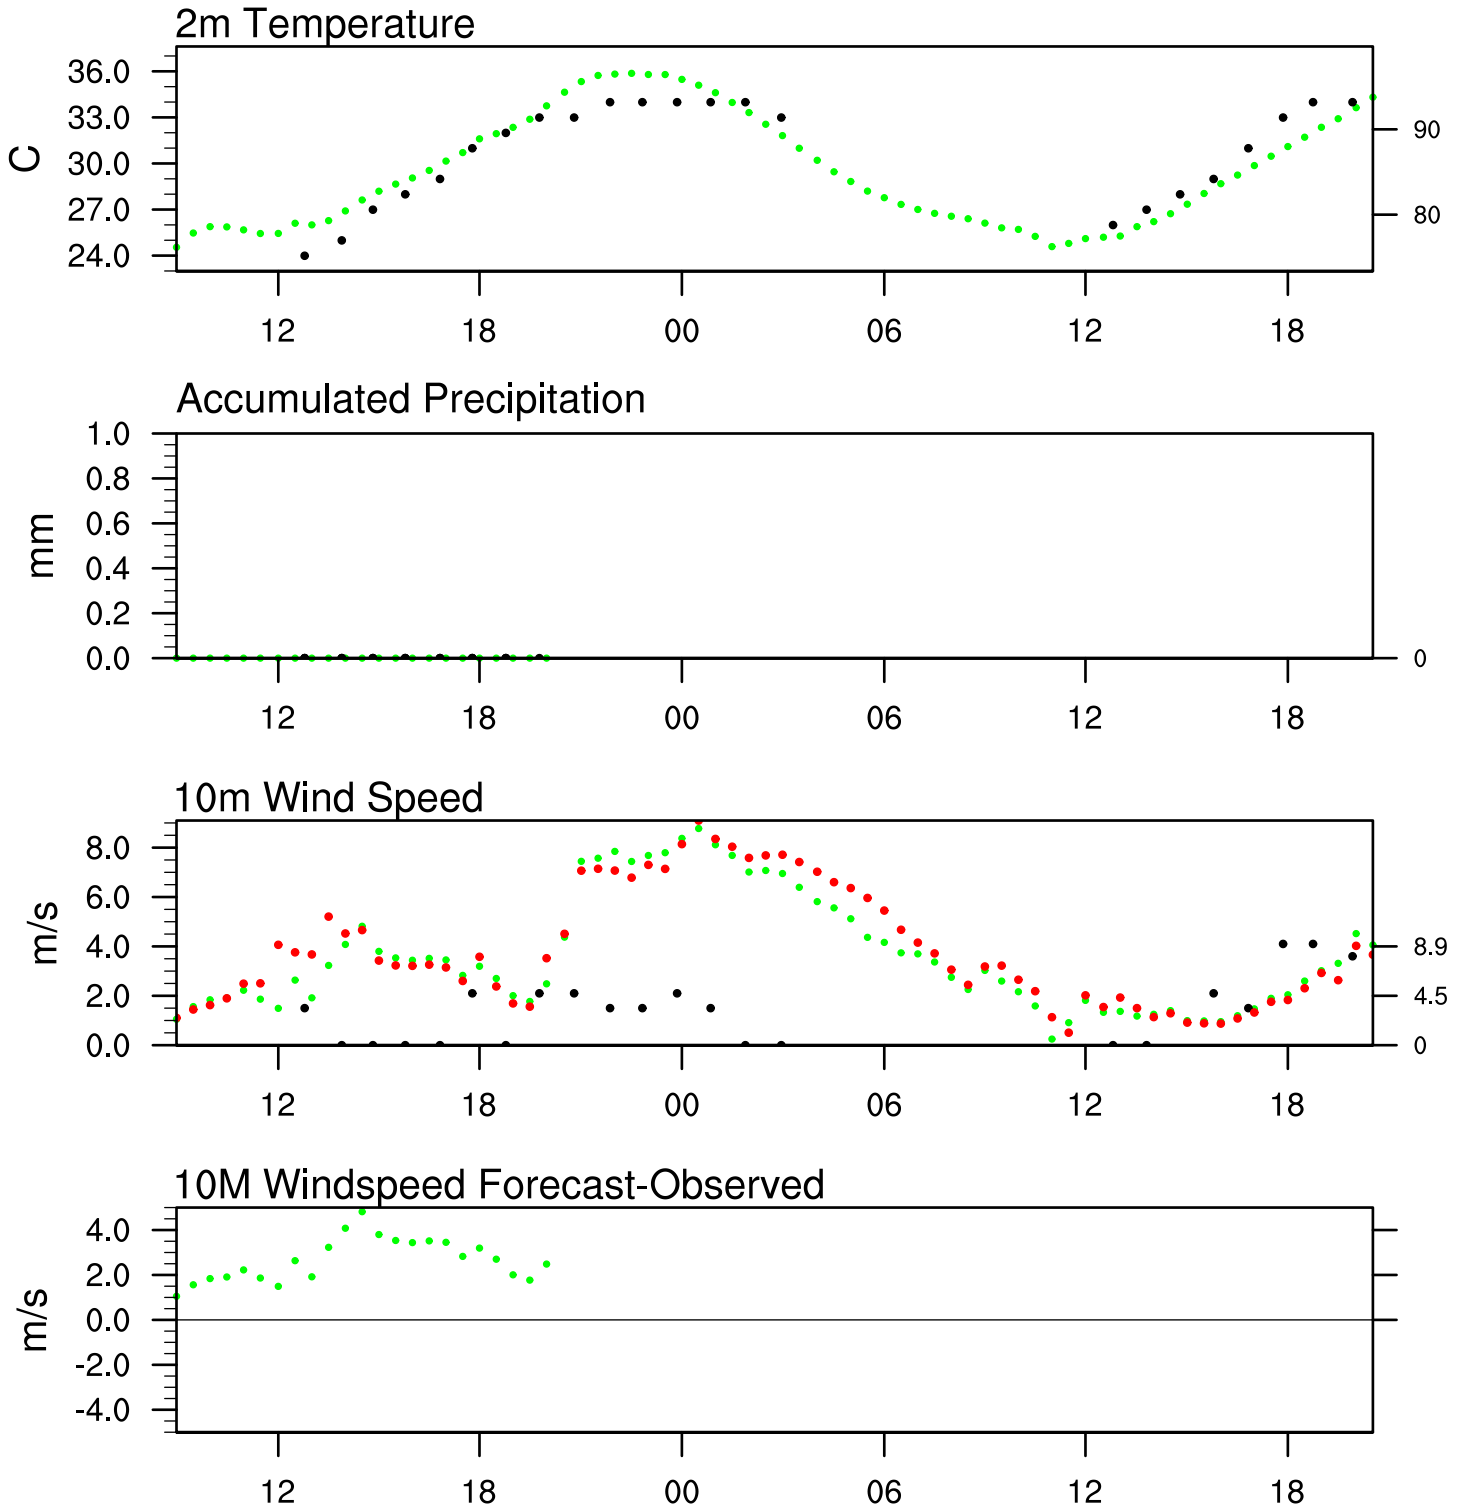 2m Temperature
36.0
33.0
90
30.0
C
27.0
80
24.0
12 18 00 06 12 18
Accumulated Precipitation
1.0
0.8
0.6
mm
0.4
0.2
0.0 0
12 18 00 06 12 18
10m Wind Speed
8.0
6.0
m/s
4.0 8.9
2.0 4.5
0.0 0
12 18 00 06 12 18
10M Windspeed Forecast-Observed
4.0
2.0
m/s
0.0
-2.0
-4.0
12 18 00 06 12 18